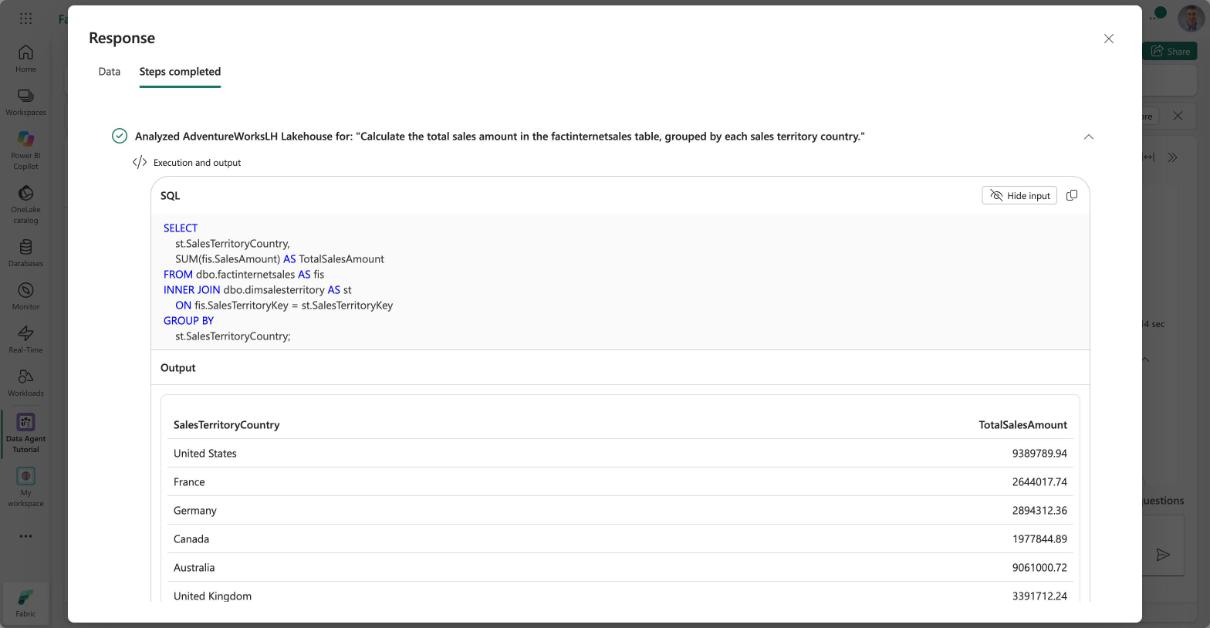 Fa
Response
Share
Data
Steps completed
Home
Workspaces
Power BI
Copilot
OneLake
catalog
Databases
Monitor
Real-Time
Workloads
Data Agent
Tutorial
My
workspace
Fabric
Analyzed AdventureWorksLH Lakehouse for: "Calculate the total sales amount in the factinternetsales table, grouped by each sales territory country."
</> Execution and output
SQL
Hide input
SELECT
st.SalesTerritoryCountry,
SUM(fis.SalesAmount) AS TotalSalesAmount
FROM dbo.factinternetsales AS fis
INNER JOIN dbo.dimsalesterritory AS st
ON fis.SalesTerritoryKey = st.SalesTerritoryKey
GROUP BY
st.SalesTerritoryCountry;
Output
SalesTerritoryCountry TotalSalesAmount
United States 9389789.94
France 2644017.74
Germany 2894312.36
Canada 1977844.89
Australia 9061000.72
United Kingdom 3391712.24